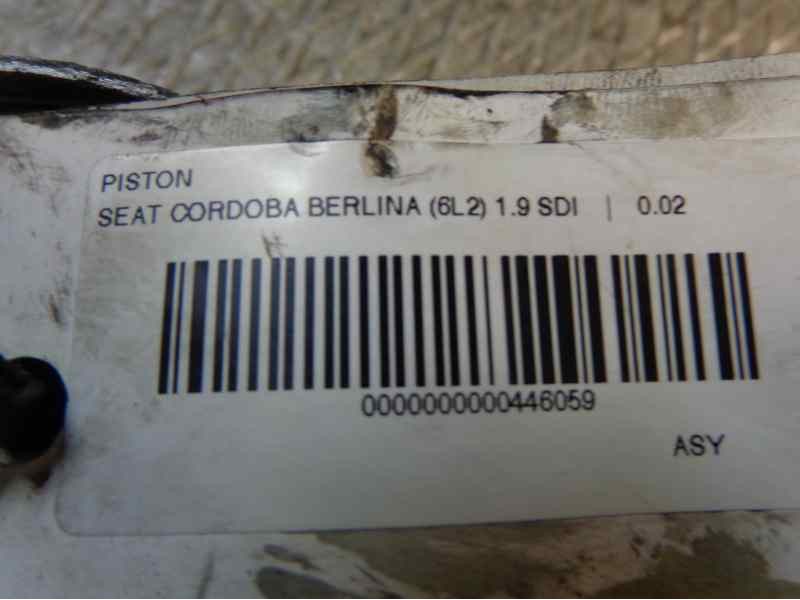 PISTON
SEAT CORDOBA BERLINA (6L2) 1.9 SDI | 0.02
0000000000446059
ASY